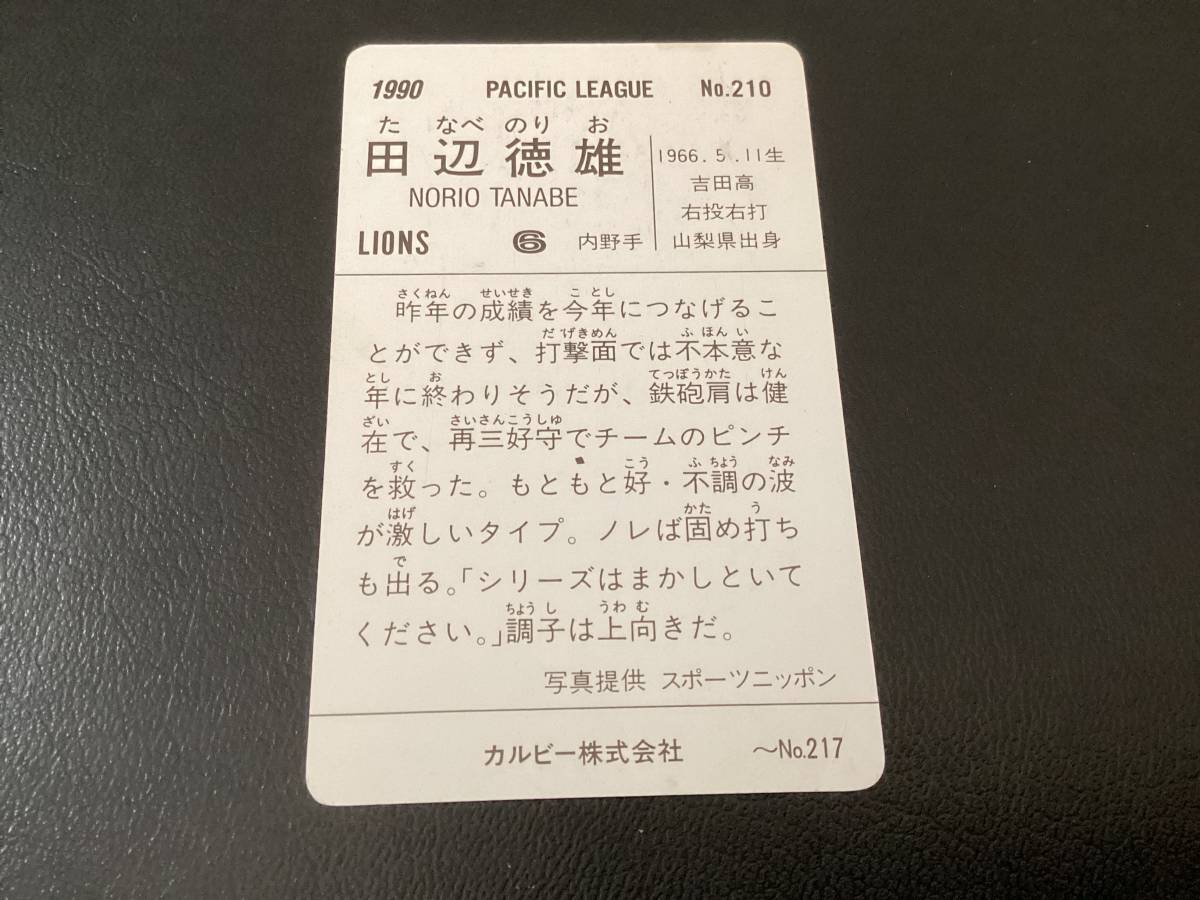 1990 PACIFIC LEAGUE No.210
た なべ のり お
田辺徳雄
NORIO TANABE
LIONS 6 内野手
1966.5.11生
吉田高
右投右打
山梨県出身
さくねん せいせき こ とし
昨年の成績を今年につなげるこ
だ げきめん ふ ほん い
とができず、打撃面では不本意な
とし お てっぽうかた けん
年に終わりそうだが、鉄砲肩は健
ざい さいさんこうしゅ
在で、再三好守でチームのピンチ
すく こう ふ ちょう なみ
を救った。もともと好・不調の波
はげ かた う
が激しいタイプ。ノレば固め打ち
で
も出る。「シリーズはまかしといて
ちょう し うわ む
ください。」調子は上向きだ。
写真提供 スポーツニッポン
カルビー株式会社 〜No.217